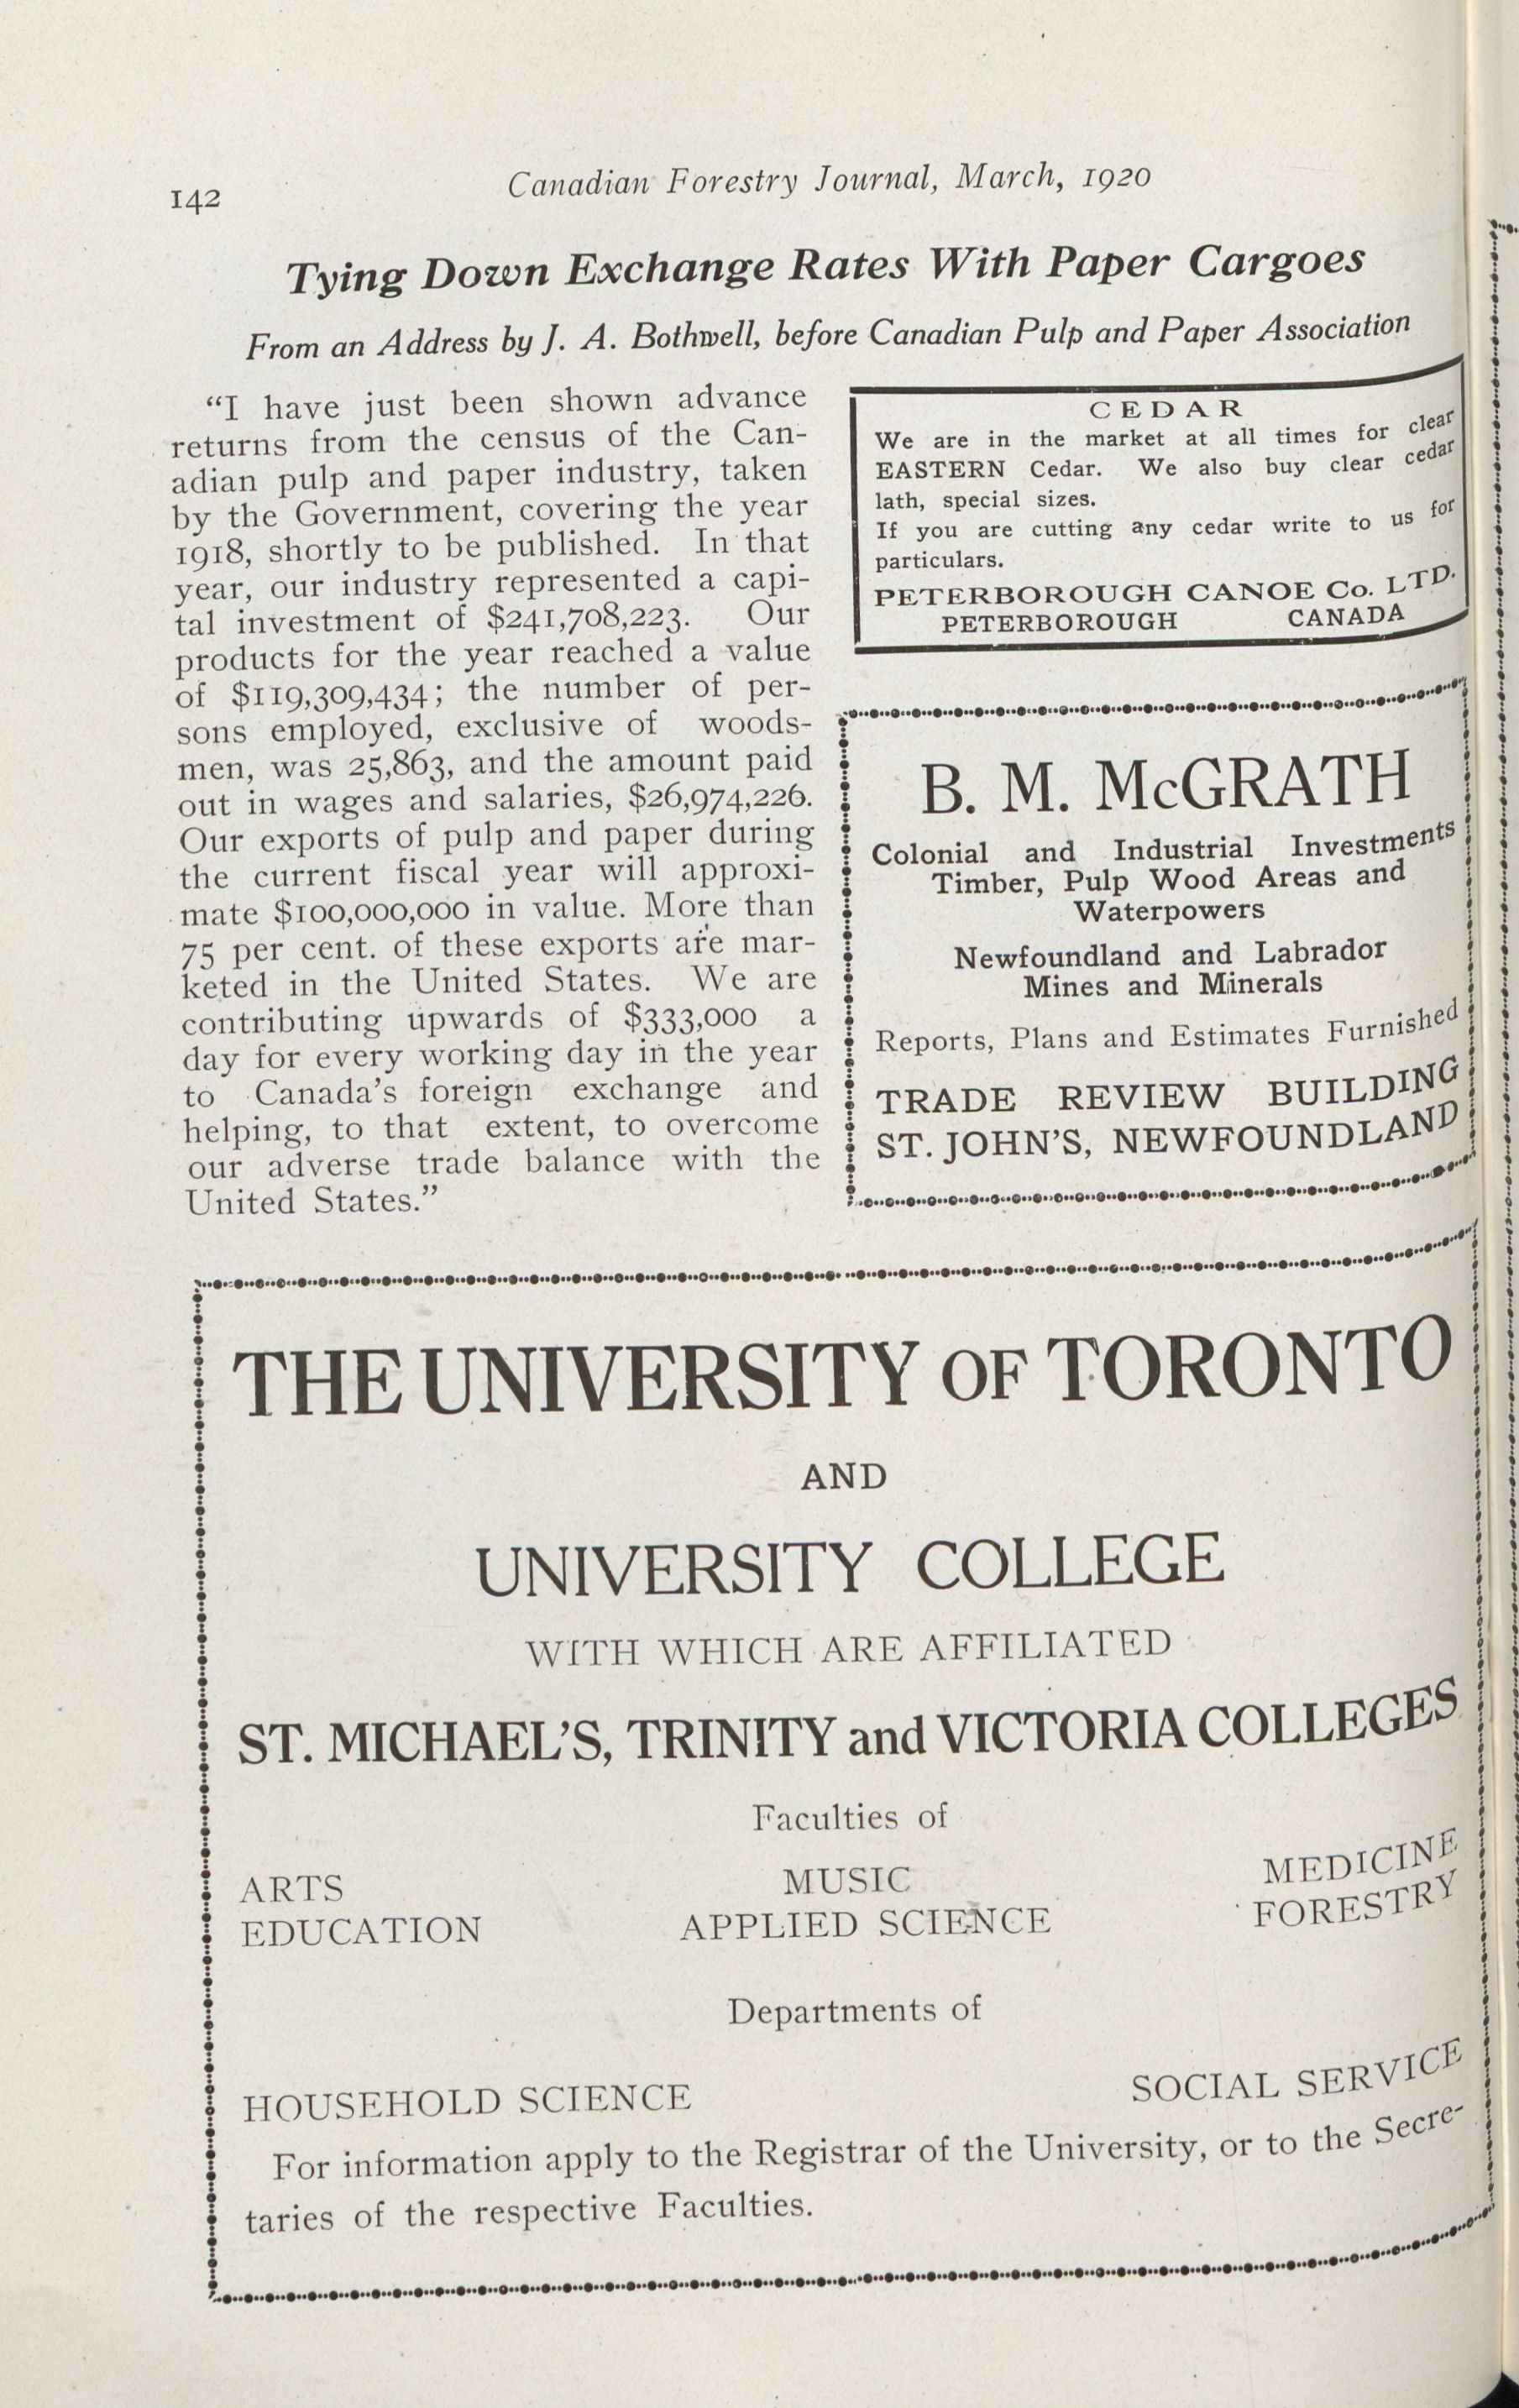 142
Canadian Forestry Journal, March, 1920
Tying Down Exchange Rates With Paper Cargoes
From an Address by J. A. Bothwell, before Canadian Pulp and Paper Association
“I have just been shown advance
returns from the census of the Can-
adian pulp and paper industry, taken
by the Government, covering the year
1918, shortly to be published. In that
year, our industry represented a capi-
tal investment of $241,708,223. Our
products for the year reached a value
of $119,309,434; the number of per-
sons employed, exclusive of woods-
men, was 25,863, and the amount paid
out in wages and salaries, $26,974,226.
Our exports of pulp and paper during
the current fiscal year will approxi-
mate $100,000,000 in value. More than
75 per cent. of these exports are mar-
keted in the United States. We are
contributing upwards of $333,000 a
day for every working day in the year
to Canada’s foreign exchange and
helping, to that extent, to overcome
our adverse trade balance with the
United States.”
CEDAR
We are in the market at all times for clear
EASTERN Cedar. We also buy clear cedar
lath, special sizes.
If you are cutting any cedar write to us for
particulars.
PETERBOROUGH CANOE Co. LTD.
PETERBOROUGH CANADA
B. M. McGRATH
Colonial and Industrial Investments
Timber, Pulp Wood Areas and
Waterpowers
Newfoundland and Labrador
Mines and Minerals
Reports, Plans and Estimates Furnished
TRADE REVIEW BUILDING
ST. JOHN’S, NEWFOUNDLAND
THE UNIVERSITY OF TORONTO
AND
UNIVERSITY COLLEGE
WITH WHICH ARE AFFILIATED
ST. MICHAEL’S, TRINITY and VICTORIA COLLEGES
Faculties of
ARTS MUSIC MEDICINE
EDUCATION APPLIED SCIENCE FORESTRY
Departments of
HOUSEHOLD SCIENCE SOCIAL SERVICE
For information apply to the Registrar of the University, or to the Secre-
taries of the respective Faculties.